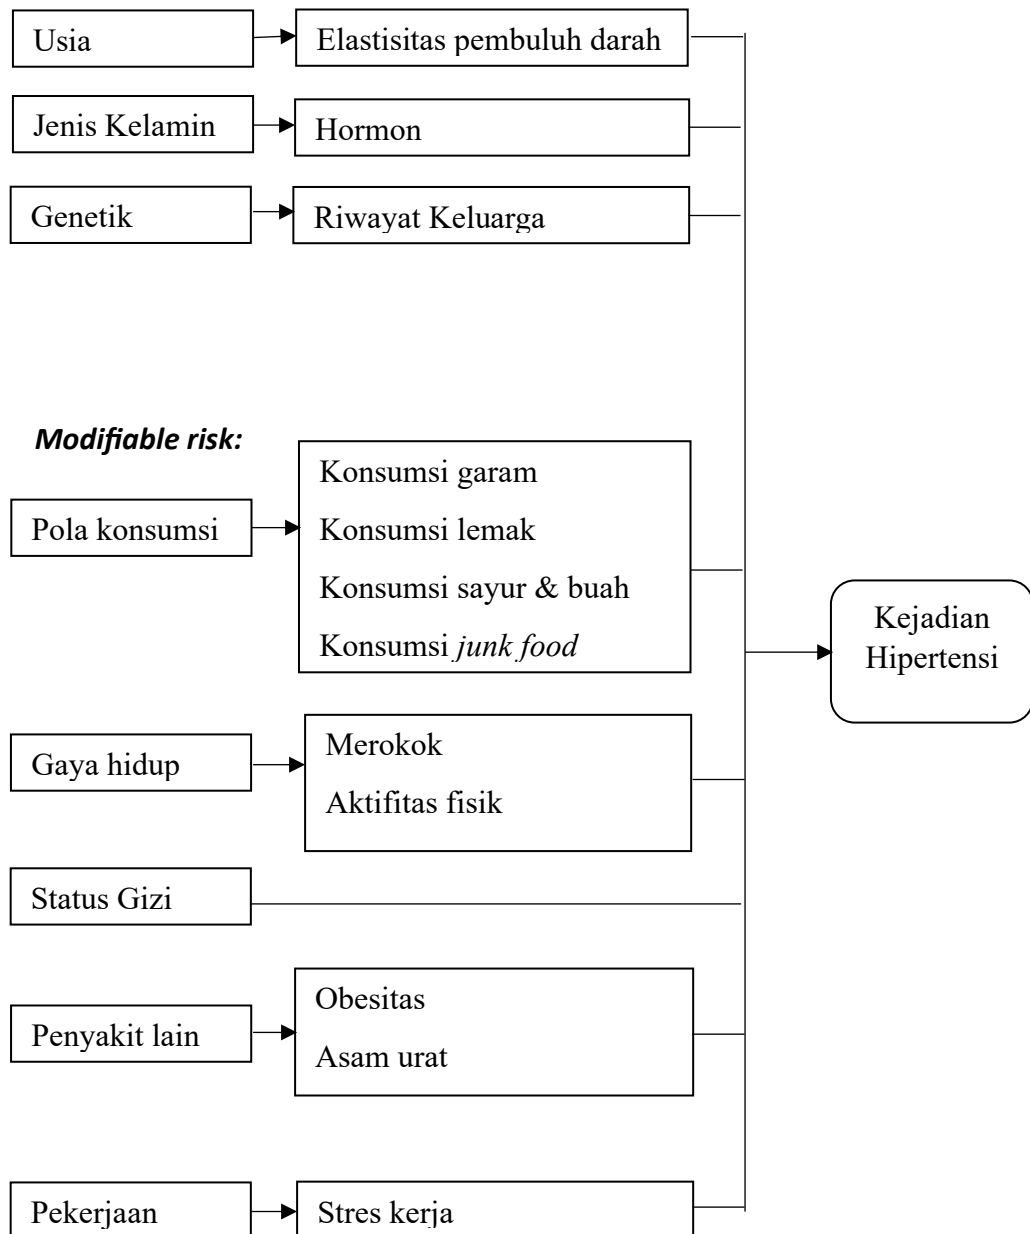 Usia
Elastisitas pembuluh darah
Jenis Kelamin
Hormon
Genetik
Riwayat Keluarga
Modifiable risk:
Pola konsumsi
Konsumsi garam
Konsumsi lemak
Konsumsi sayur & buah
Konsumsi junk food
Kejadian
Hipertensi
Gaya hidup
Merokok
Aktifitas fisik
Status Gizi
Penyakit lain
Obesitas
Asam urat
Pekerjaan
Stres kerja